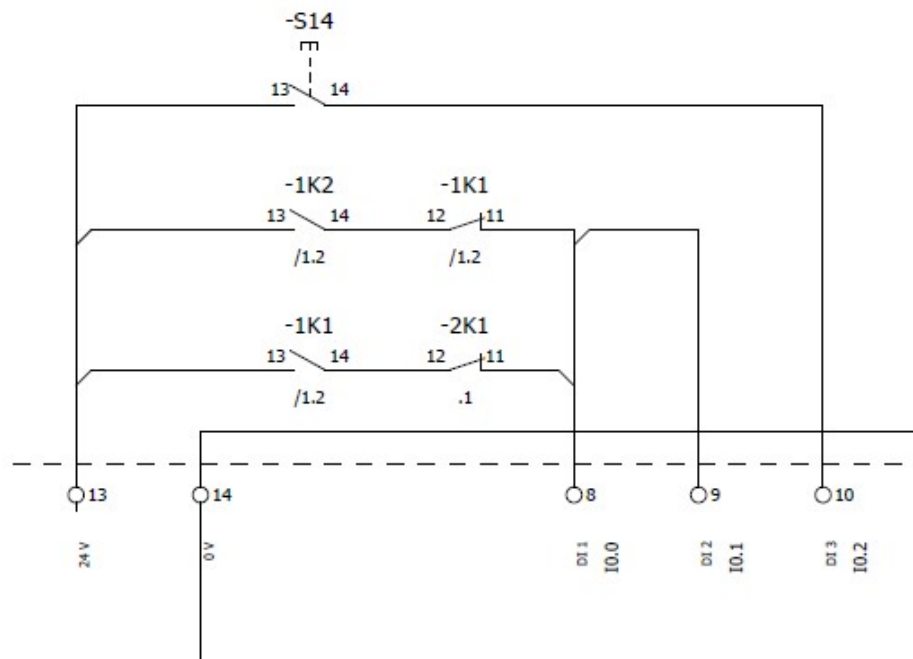 -S14
13 14
-1K2 -1K1
13 14 12 11
/1.2 /1.2
-1K1 -2K1
13 14 12 11
/1.2 .1
13 14 8 9 10
24 V 0 V DI 1 I0.0 DI 2 I0.1 DI 3 I0.2